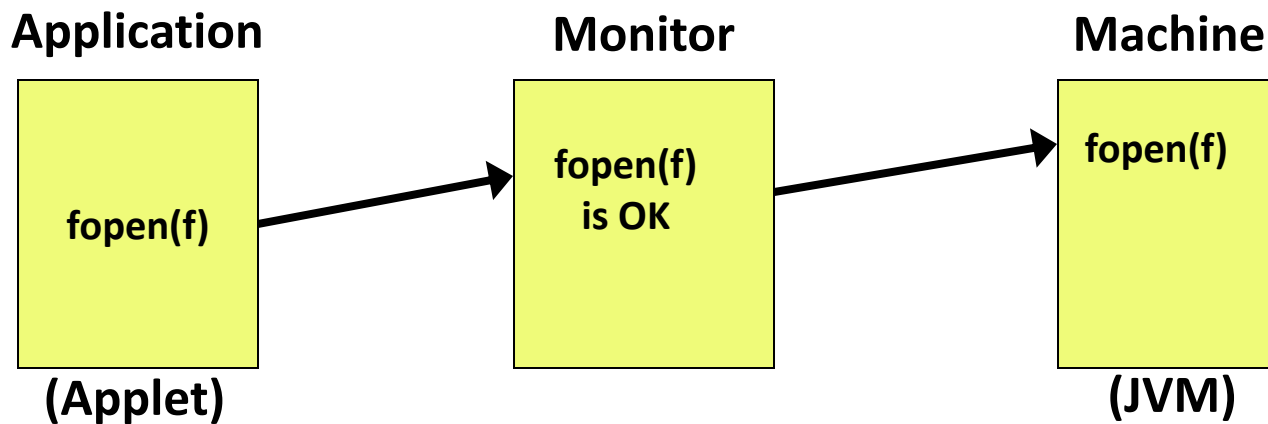 Application
Monitor
Machine
fopen(f)
fopen(f)
is OK
fopen(f)
(Applet)
(JVM)